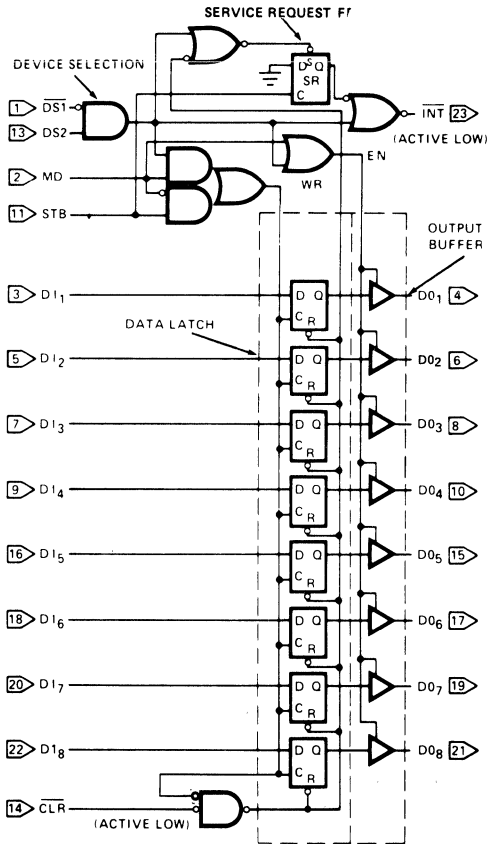 SERVICE REQUEST FF
DEVICE SELECTION
D S Q
SR
C
1 D̅S̅1̅
13 DS2
INT̅ 23
(ACTIVE LOW)
EN
2 MD
WR
11 STB
OUTPUT
BUFFER
3 DI1 D Q C R DO1 4
DATA LATCH
5 DI2 D Q C R DO2 6
7 DI3 D Q C R DO3 8
9 DI4 D Q C R DO4 10
16 DI5 D Q C R DO5 15
18 DI6 D Q C R DO6 17
20 DI7 D Q C R DO7 19
22 DI8 D Q C R DO8 21
14 C̅L̅R̅
(ACTIVE LOW)